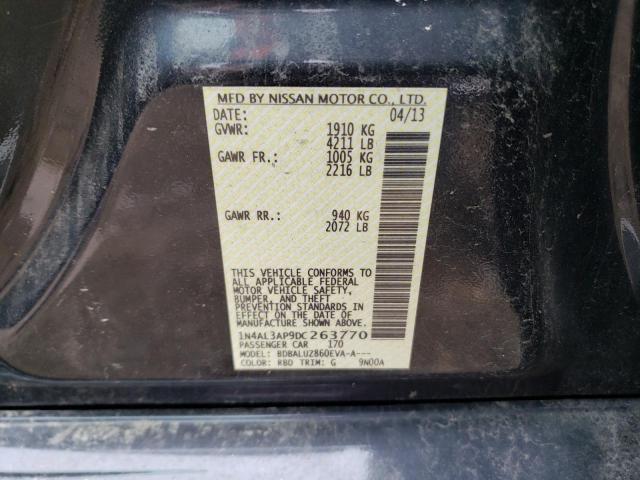 MFD BY NISSAN MOTOR CO., LTD.
DATE: 04/13
GVWR: 1910 KG
4211 LB
GAWR FR.: 1005 KG
2216 LB
GAWR RR.: 940 KG
2072 LB
THIS VEHICLE CONFORMS TO
ALL APPLICABLE FEDERAL
MOTOR VEHICLE SAFETY,
BUMPER, AND THEFT
PREVENTION STANDARDS IN
EFFECT ON THE DATE OF
MANUFACTURE SHOWN ABOVE.
1N4AL3AP9DC263770
PASSENGER CAR 170
MODEL: BDBALUZ860EVA-A---
COLOR: RBD TRIM: G 9N00A